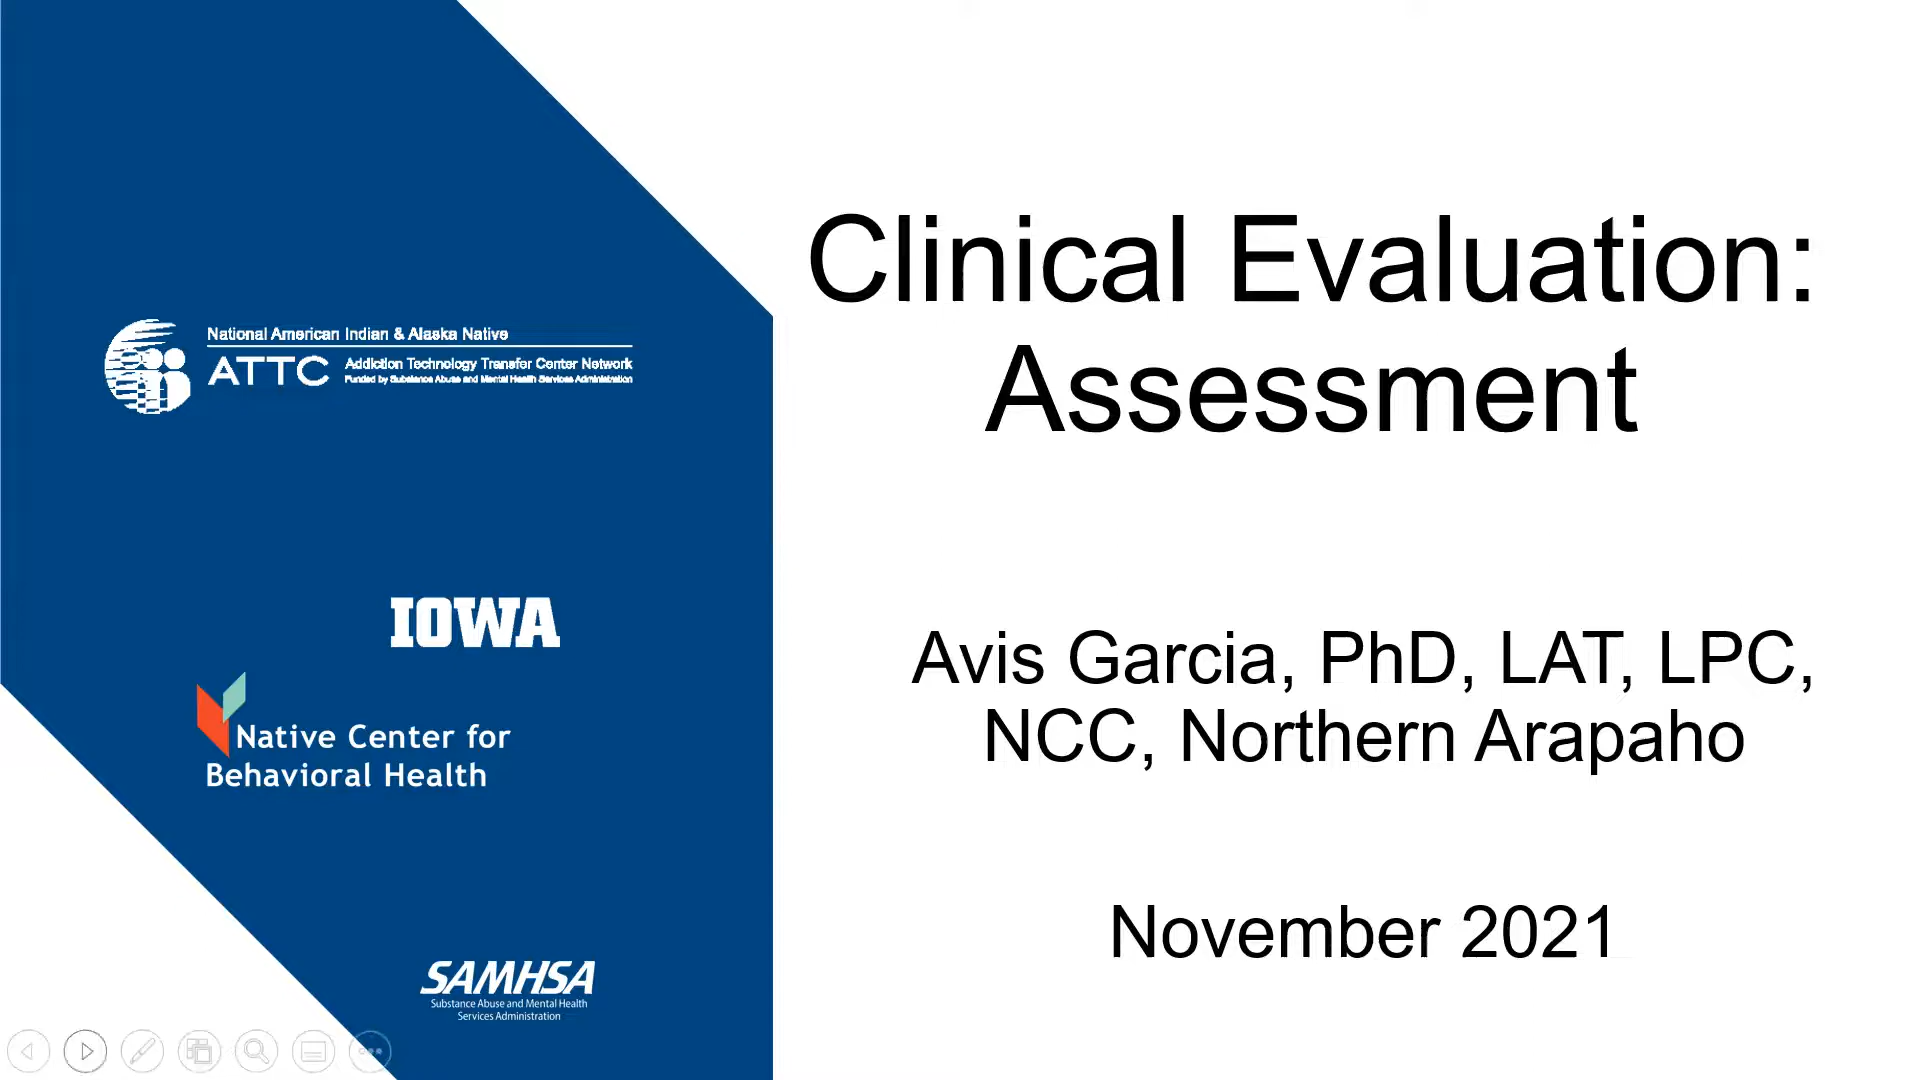 National American Indian & Alaska Native
ATTC
Addiction Technology Transfer Center Network
Funded by Substance Abuse and Mental Health Services Administration
IOWA
Native Center for
Behavioral Health
SAMHSA
Substance Abuse and Mental Health
Services Administration
Clinical Evaluation:
Assessment
Avis Garcia, PhD, LAT, LPC,
NCC, Northern Arapaho
November 2021